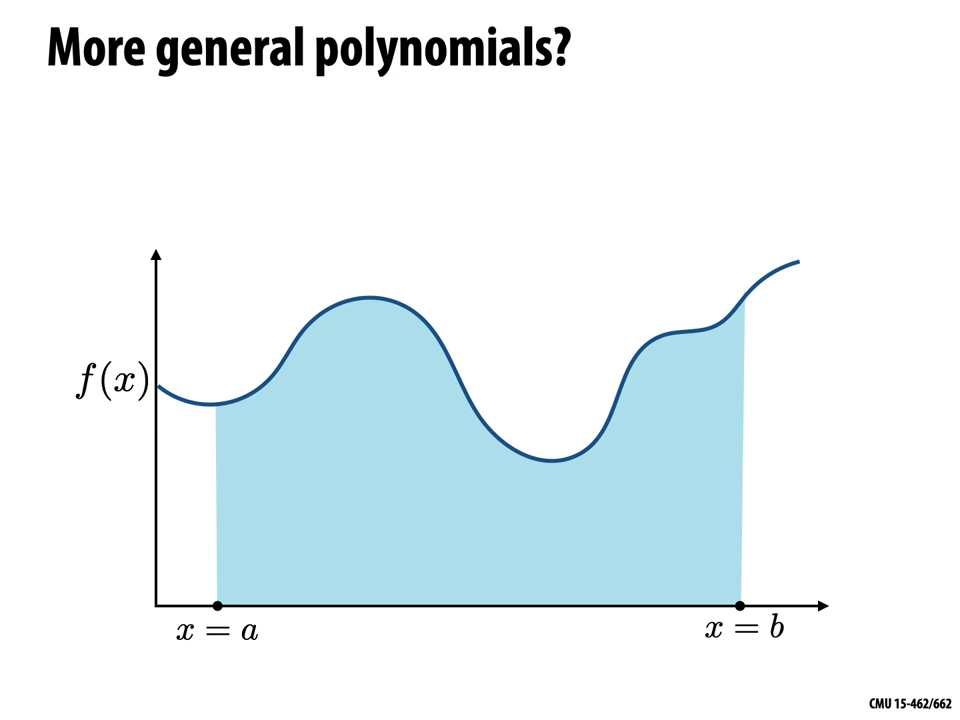 More general polynomials?
f(x)
x = a
x = b
CMU 15-462/662